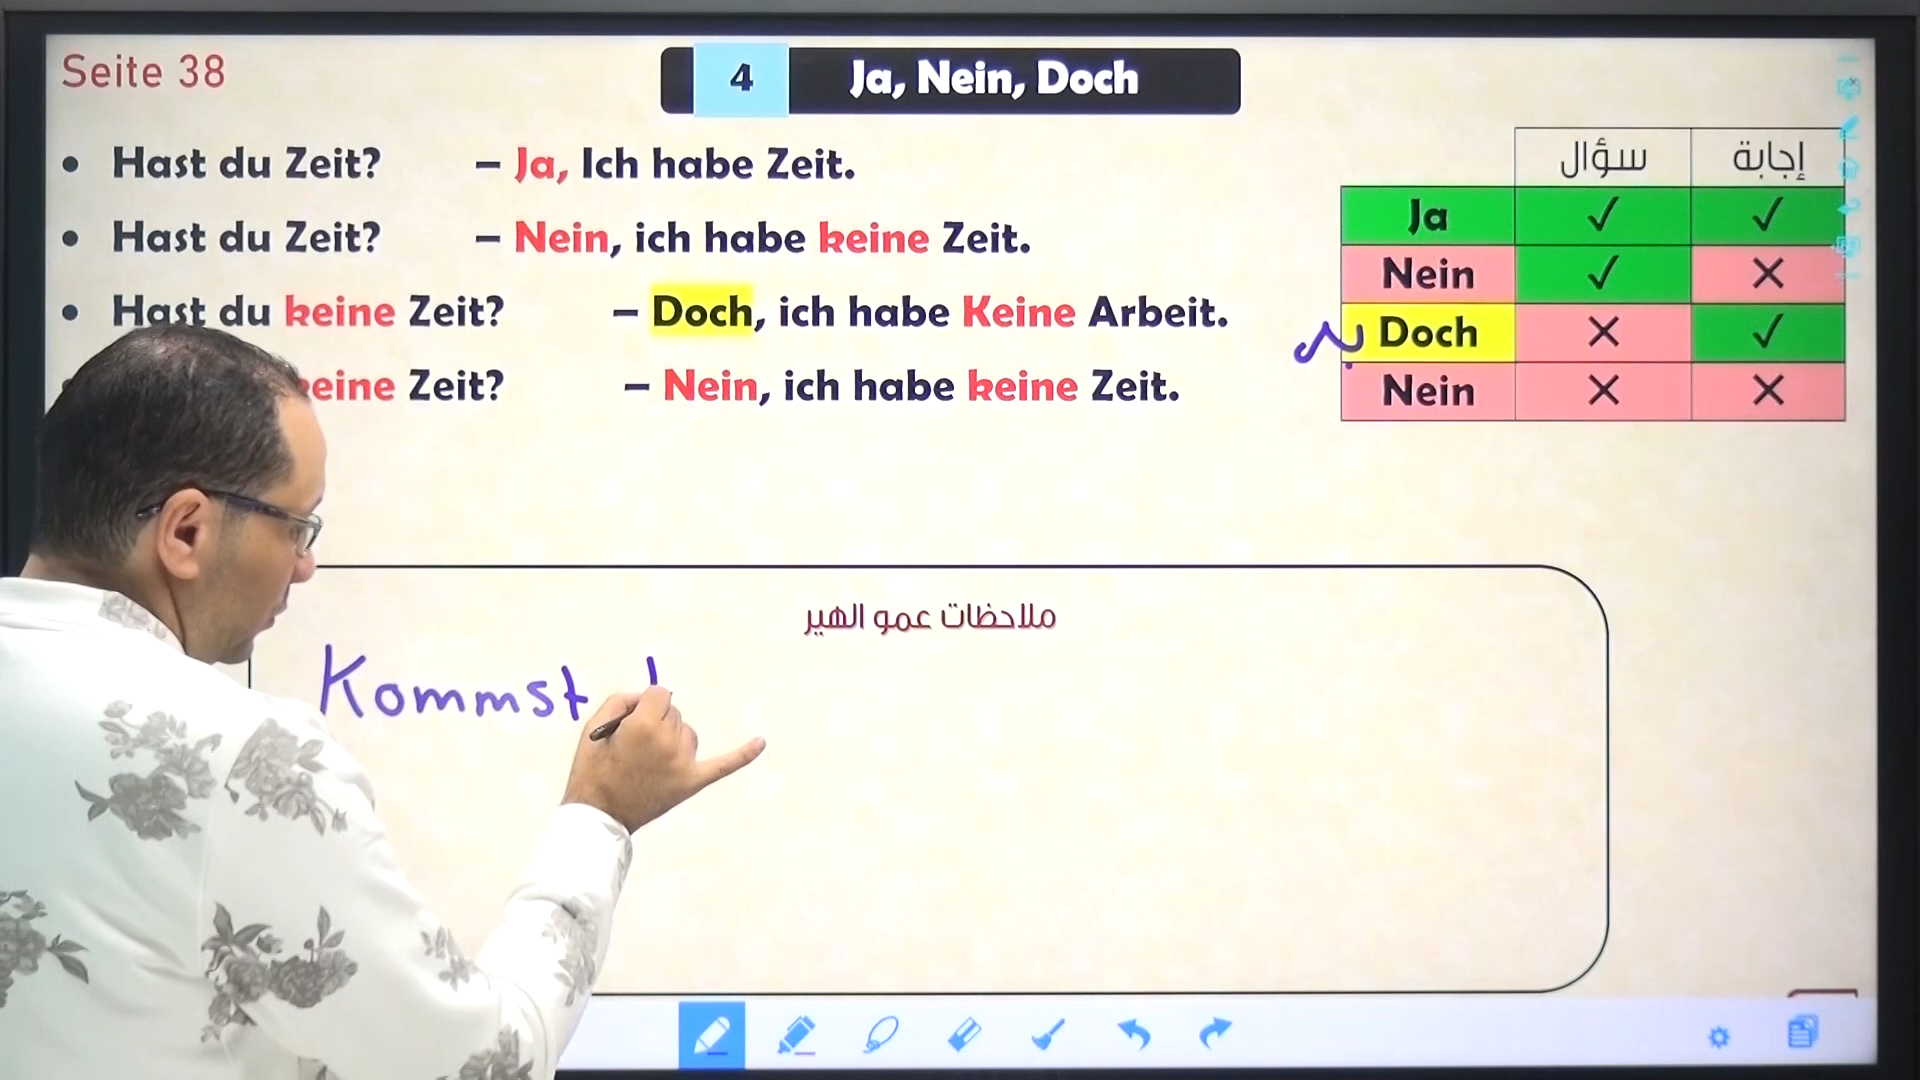 Seite 38
4 Ja, Nein, Doch
• Hast du Zeit? – Ja, Ich habe Zeit.
• Hast du Zeit? – Nein, ich habe keine Zeit.
• Hast du keine Zeit? – Doch, ich habe Keine Arbeit.
keine Zeit? – Nein, ich habe keine Zeit.
سؤال إجابة
Ja ✓ ✓
Nein ✓ ✕
Doch ✕ ✓
Nein ✕ ✕
ملاحظات عمو الهير
Kommst